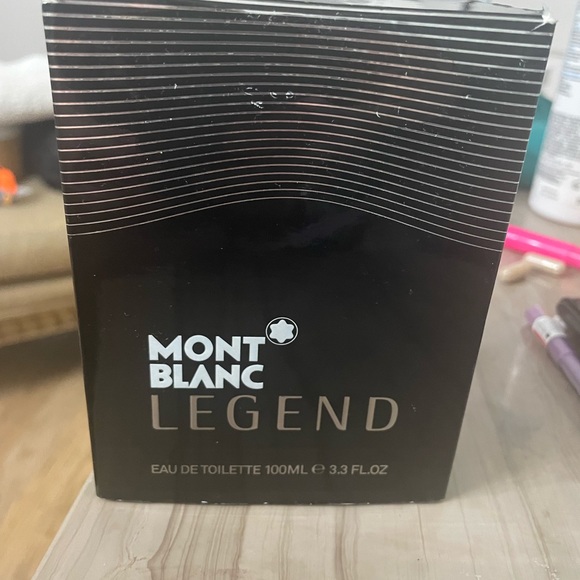 MONT
BLANC
LEGEND
EAU DE TOILETTE 100ML ℮ 3.3 FL.OZ